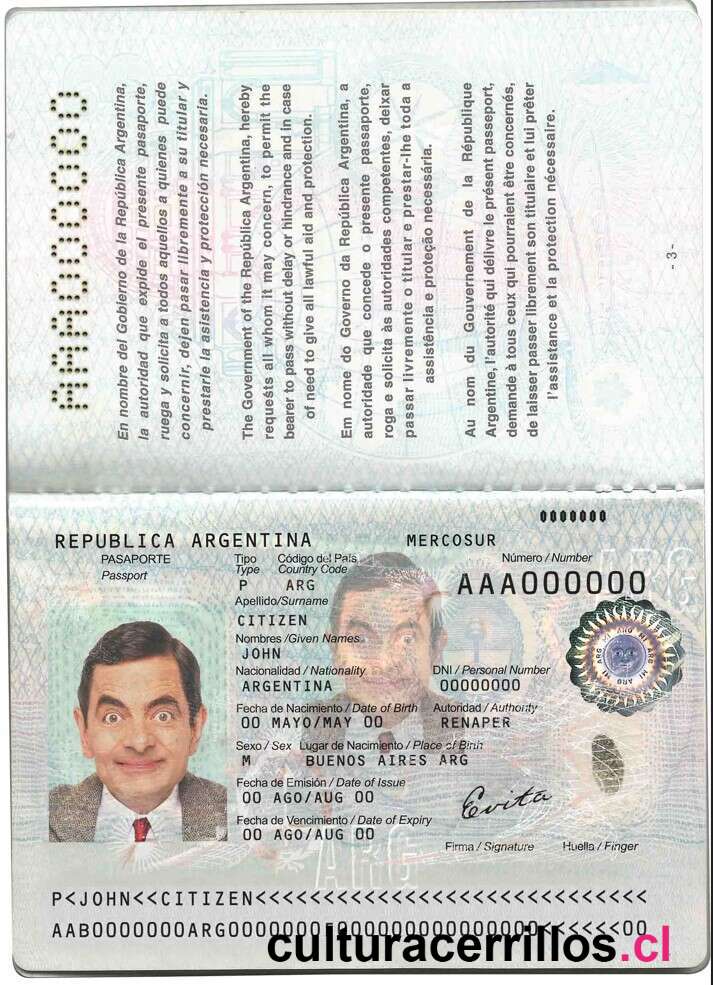 AAA000000
En nombre del Gobierno de la República Argentina,
la autoridad que expide el presente pasaporte,
ruega y solicita a todos aquellos a quienes puede
concernir, dejen pasar libremente a su titular y
prestarle la asistencia y protección necesaria.
The Government of the República Argentina, hereby
requests all whom it may concern, to permit the
bearer to pass without delay or hindrance and in case
of need to give all lawful aid and protection.
Em nome do Governo da República Argentina, a
autoridade que concede o presente passaporte,
roga e solicita às autoridades competentes, deixar
passar livremente o titular e prestar-lhe toda a
assistência e proteção necessária.
Au nom du Gouvernement de la République
Argentine, l'autorité qui délivre le présent passeport,
demande à tous ceux qui pourraient être concernés,
de laisser passer librement son titulaire et lui prêter
l'assistance et la protection nécessaire.
- 3 -
0000000
REPUBLICA ARGENTINA MERCOSUR
PASAPORTE Tipo Código del País Número / Number
Passport Type Country Code
P ARG AAA000000
Apellido/Surname
CITIZEN
Nombres /Given Names
JOHN
Nacionalidad / Nationality DNI / Personal Number
ARGENTINA 00000000
Fecha de Nacimiento / Date of Birth Autoridad / Authority
00 MAYO/MAY 00 RENAPER
Sexo / Sex Lugar de Nacimiento / Place of Birth
M BUENOS AIRES ARG
Fecha de Emisión / Date of Issue
00 AGO/AUG 00
Evita
Fecha de Vencimiento / Date of Expiry
00 AGO/AUG 00
Firma / Signature Huella / Finger
ARG
P<JOHN<<CITIZEN<<<<<<<<<<<<<<<<<<<<<<<<<<<<<
culturacerrillos.cl